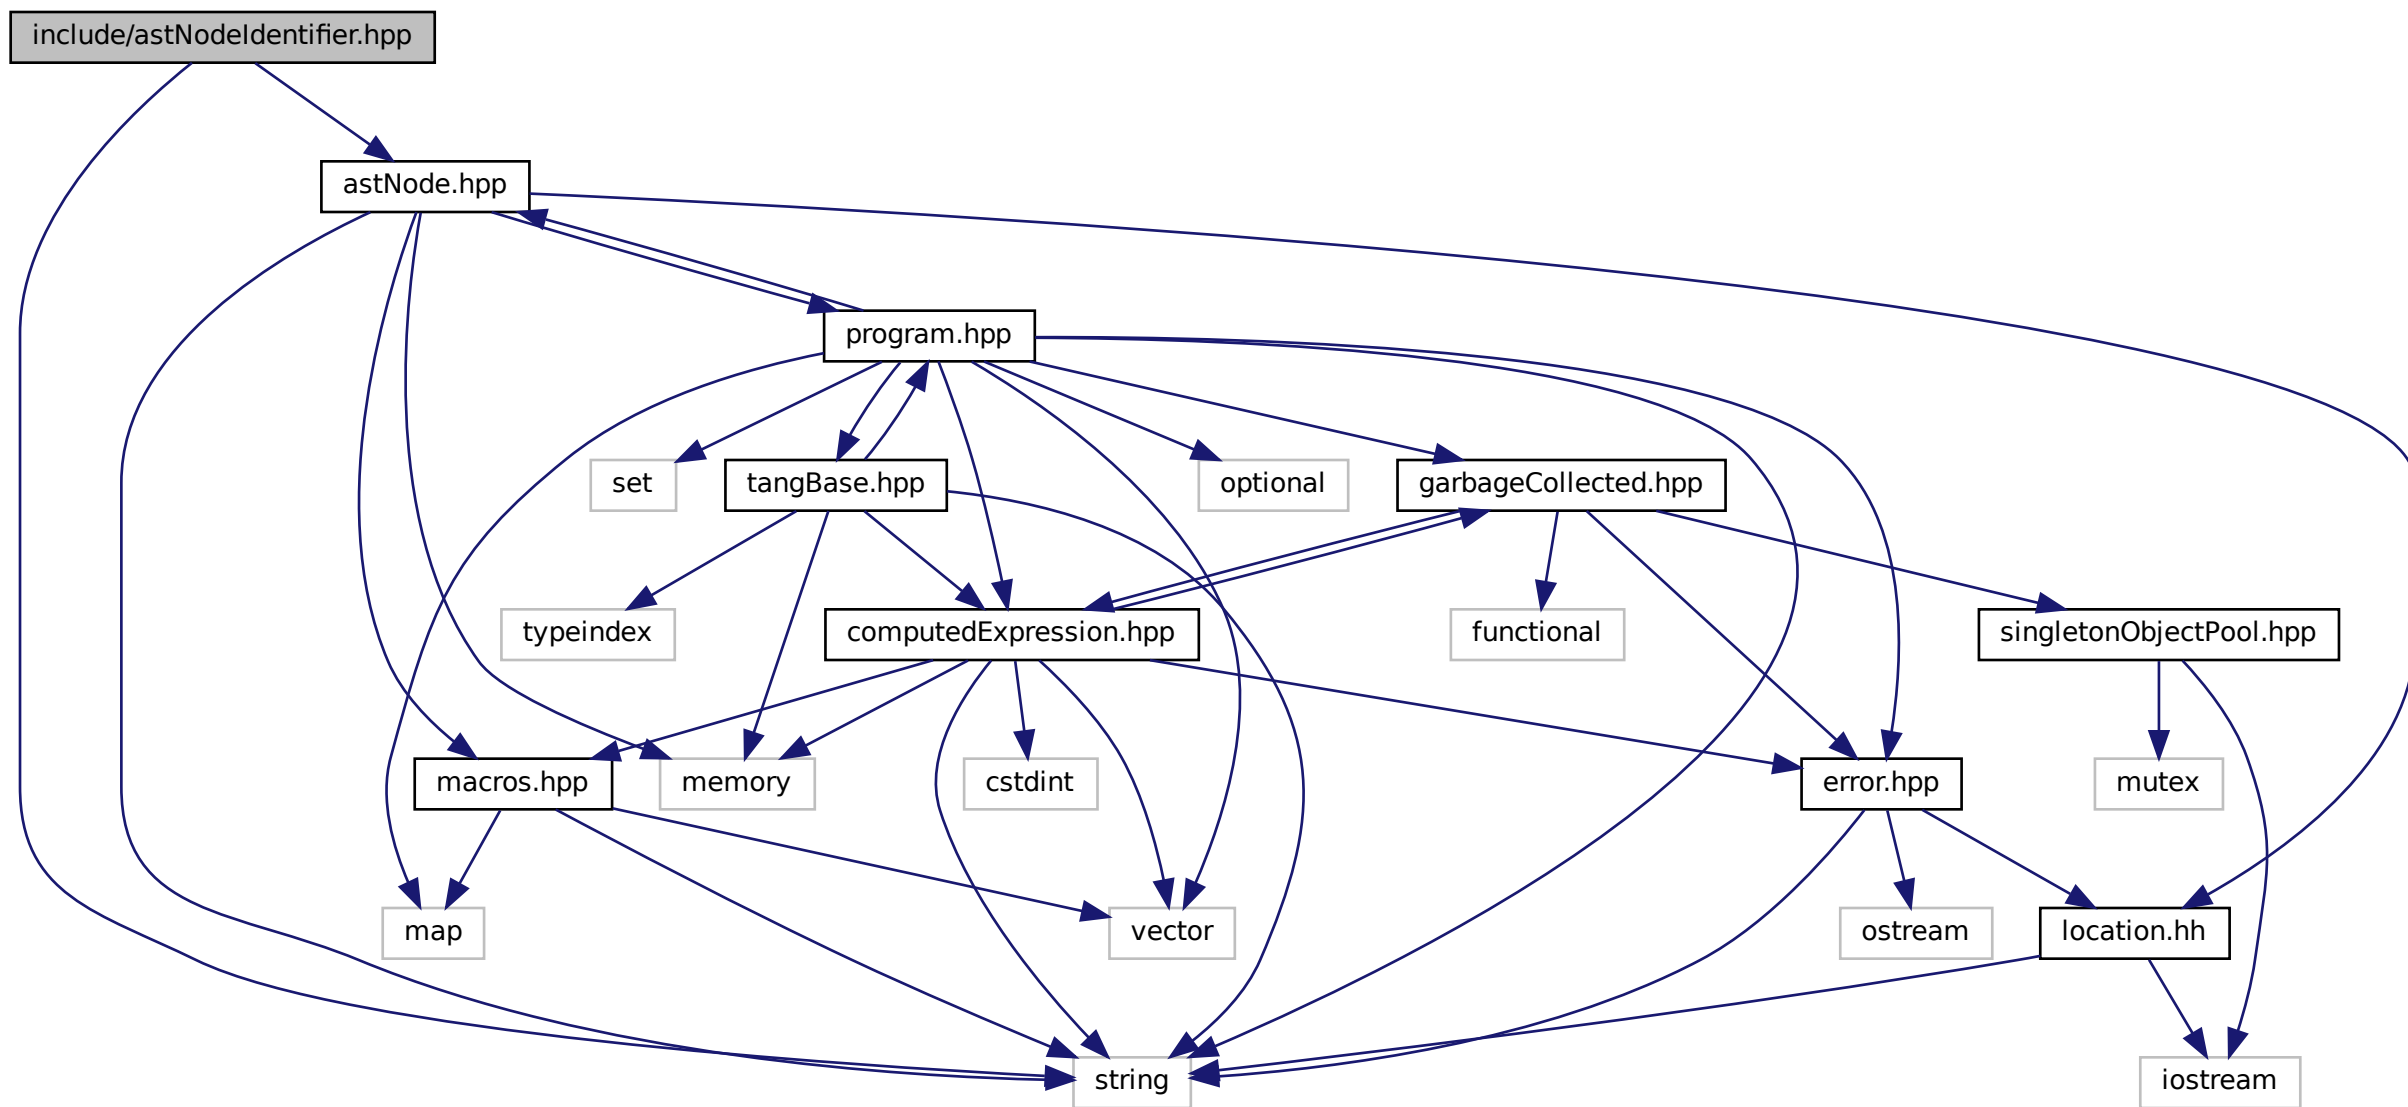 include/astNodeIdentifier.hpp
astNode.hpp
program.hpp
set
tangBase.hpp
optional
garbageCollected.hpp
typeindex
computedExpression.hpp
functional
singletonObjectPool.hpp
macros.hpp
memory
cstdint
error.hpp
mutex
map
vector
ostream
location.hh
string
iostream